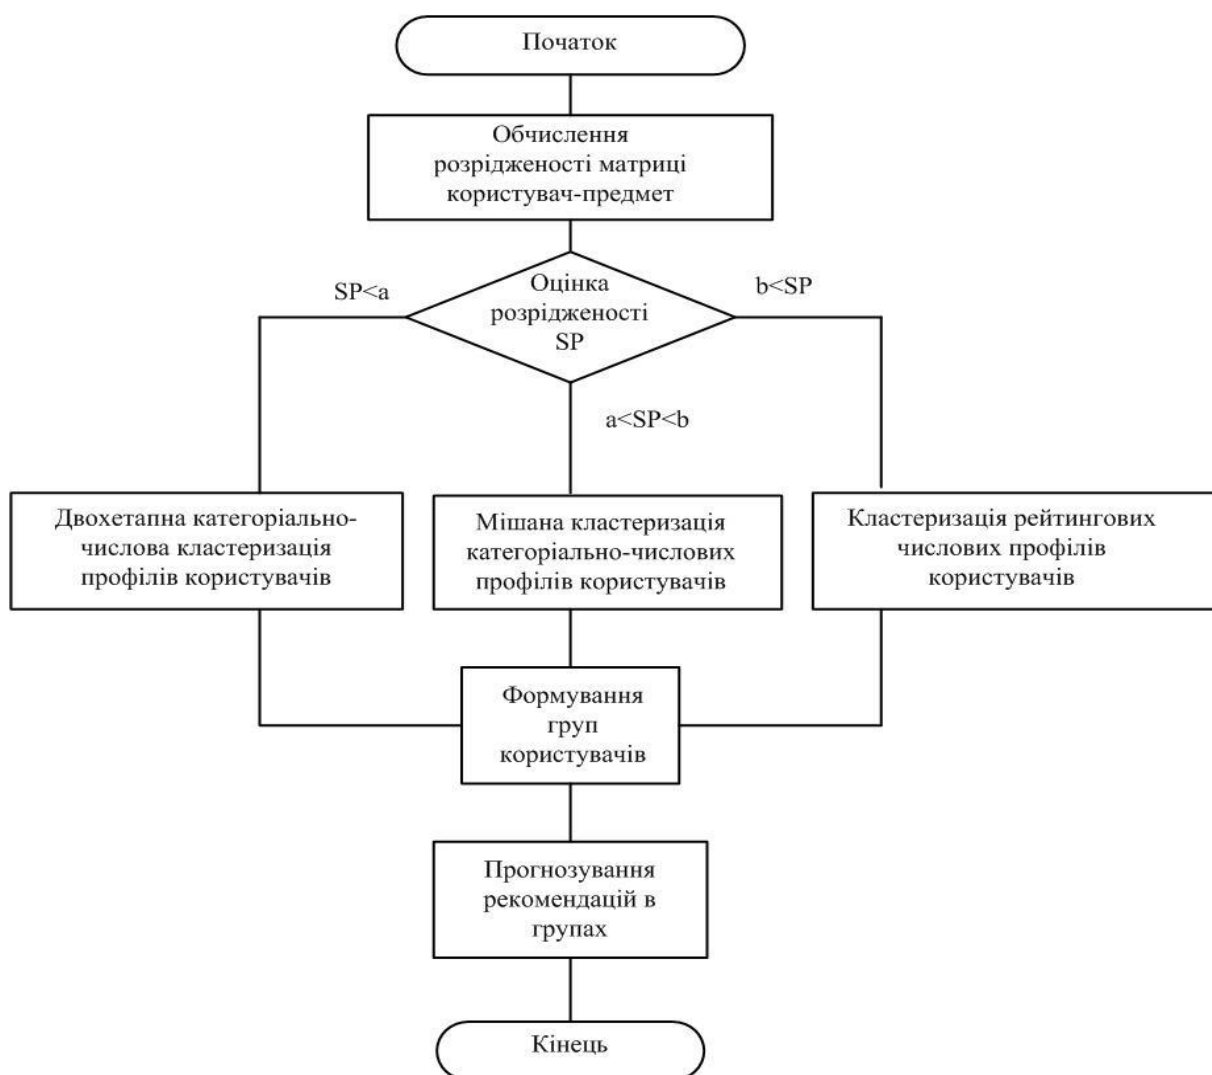 Початок
Обчислення
розрідженості матриці
користувач-предмет
SP<a
Оцінка
розрідженості
SP
b<SP
a<SP<b
Двохетапна категоріально-
числова кластеризація
профілів користувачів
Мішана кластеризація
категоріально-числових
профілів користувачів
Кластеризація рейтингових
числових профілів
користувачів
Формування
груп
користувачів
Прогнозування
рекомендацій в
групах
Кінець